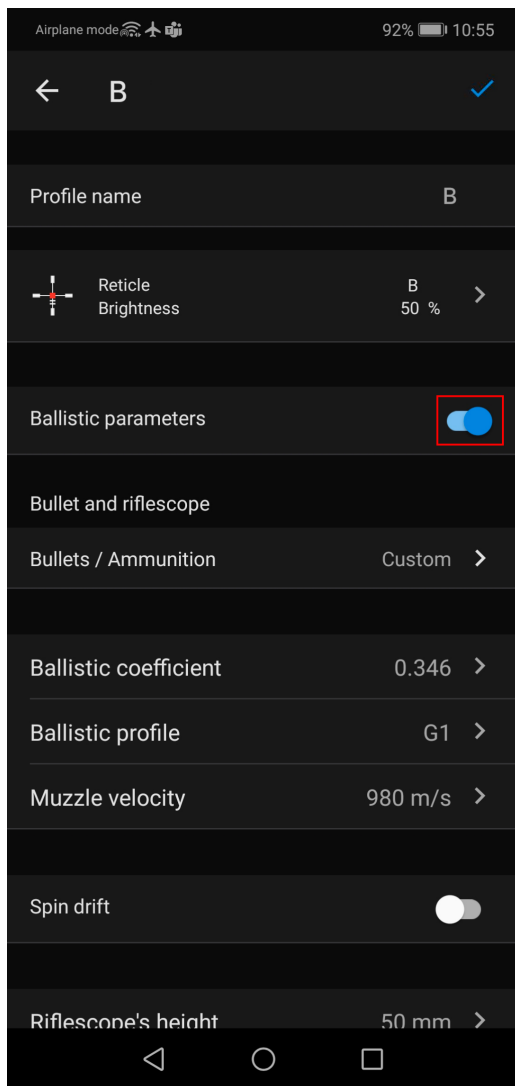 Airplane mode 92% 10:55
B
Profile name B
Reticle B
Brightness 50 %
Ballistic parameters
Bullet and riflescope
Bullets / Ammunition Custom
Ballistic coefficient 0.346
Ballistic profile G1
Muzzle velocity 980 m/s
Spin drift
Riflescope's height 50 mm